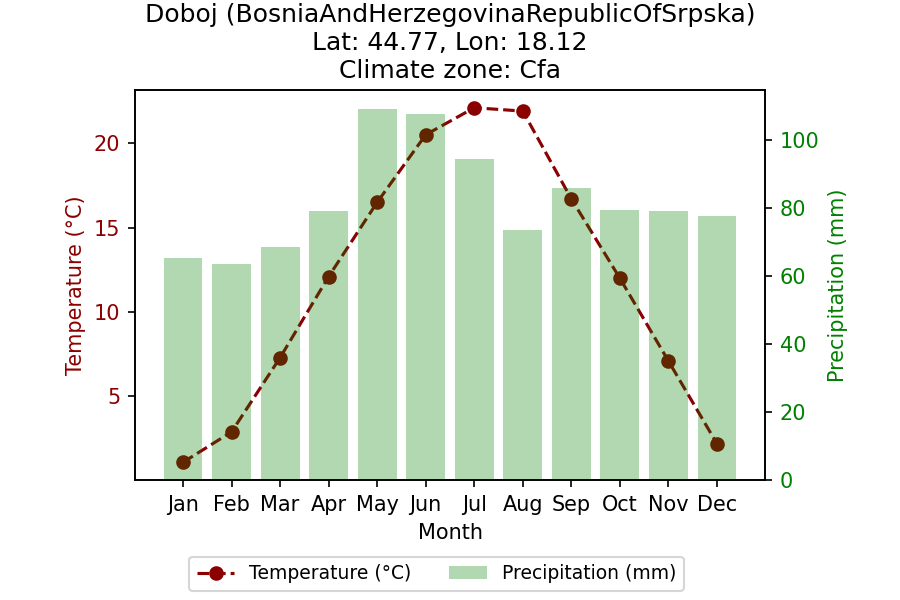 Doboj (BosniaAndHerzegovinaRepublicOfSrpska)
Lat: 44.77, Lon: 18.12
Climate zone: Cfa
Temperature (°C)
20
15
10
5
100
80
60
40
20
0
Precipitation (mm)
Jan Feb Mar Apr May Jun Jul Aug Sep Oct Nov Dec
Month
Temperature (°C) Precipitation (mm)